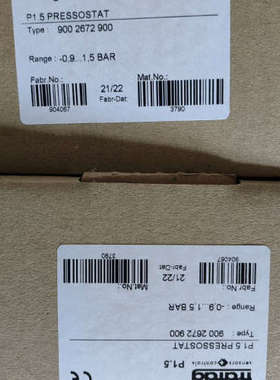 P1.5 PRESSOSTAT
Type : 900 2672 900
Range : -0,9...1,5 BAR
Fabr.No.: 21/22 Mat.No.:
904067 Fabr-Dat 3790
sensors+controls P1.5
P1.5 PRESSOSTAT
Type : 900 2672 900
Range : -0,9...1,5 BAR
Fabr No.: 21/22 Mat.No.:
904067 Fabr-Dat 3790